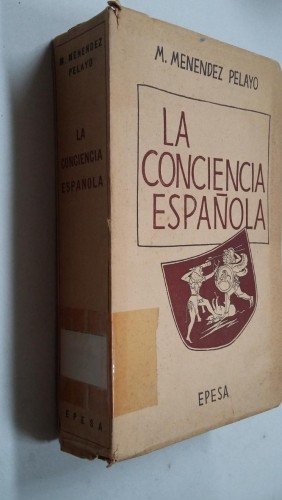 M. MENENDEZ
PELAYO
LA
CONCIENCIA
ESPAÑOLA
EPESA
M. MENENDEZ PELAYO
LA
CONCIENCIA
ESPAÑOLA
EPESA